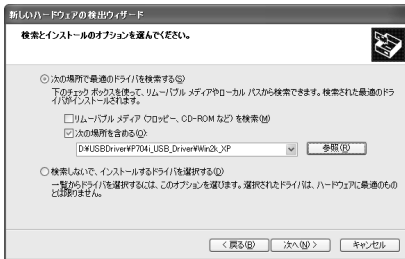 新しいハードウェアの検出ウィザード
検索とインストールのオプションを選んでください。
次の場所で最適のドライバを検索する(S)
下のチェック ボックスを使って、リムーバブル メディアやローカル パスから検索できます。検索された最適のドラ
イバがインストールされます。
リムーバブル メディア (フロッピー、CD-ROM など) を検索(M)
次の場所を含める(O):
D:¥USBDriver¥P704i_USB_Driver¥Win2k_XP
参照(R)
検索しないで、インストールするドライバを選択する(D)
一覧からドライバを選択するには、このオプションを選びます。選択されたドライバは、ハードウェアに最適のもの
とは限りません。
< 戻る(B)
次へ(N) >
キャンセル